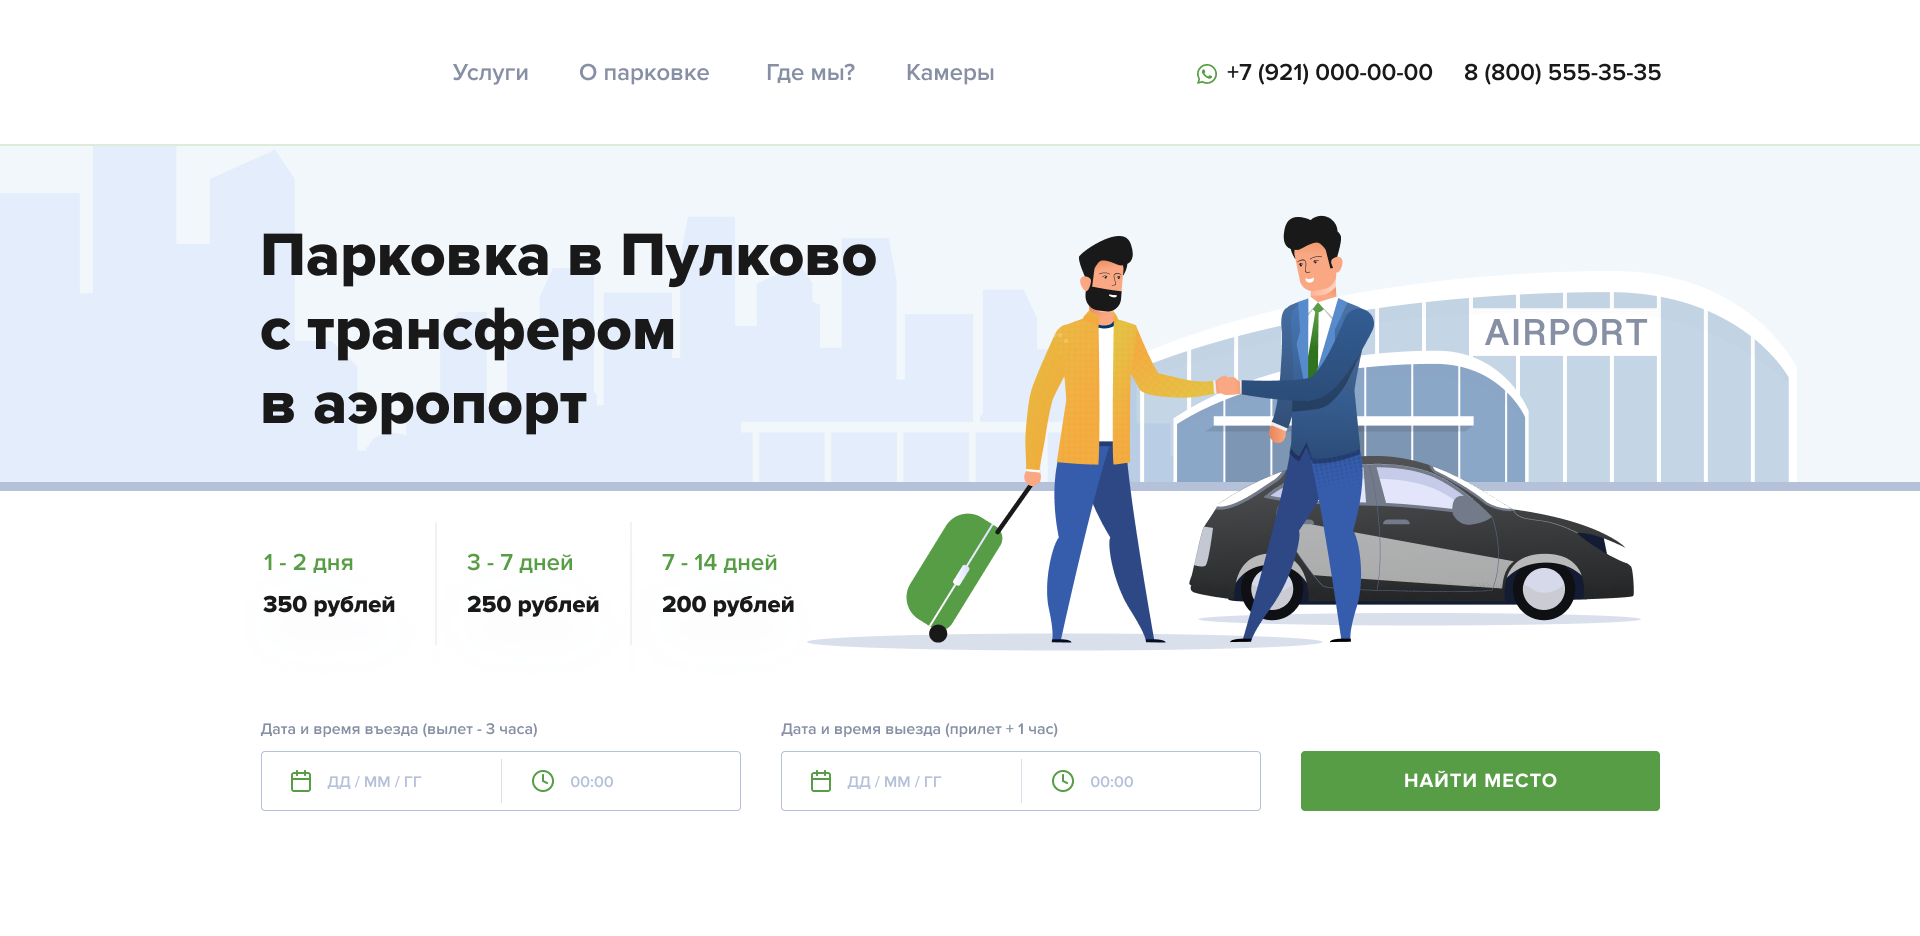 Услуги О парковке Где мы? Камеры +7 (921) 000-00-00 8 (800) 555-35-35
Парковка в Пулково
с трансфером
в аэропорт
AIRPORT
1 - 2 дня 3 - 7 дней 7 - 14 дней
350 рублей 250 рублей 200 рублей
Дата и время въезда (вылет - 3 часа) Дата и время выезда (прилет + 1 час)
ДД / ММ / ГГ 00:00 ДД / ММ / ГГ 00:00 НАЙТИ МЕСТО